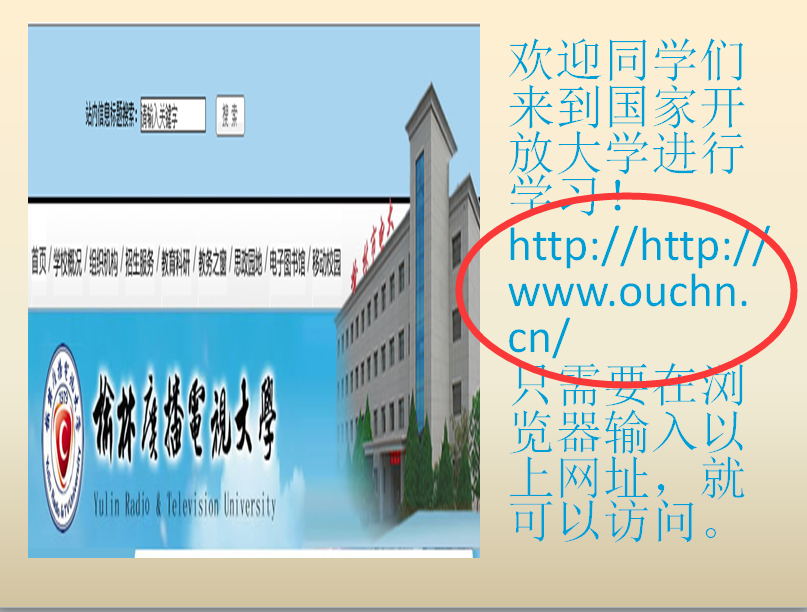 站内信息标题搜索：请输入关键字 搜索
首页 / 学校概况 / 组织机构 / 招生服务 / 教育科研 / 教务之窗 / 思政园地 / 电子图书馆 / 移动校园
榆林廣播電視大學
Yulin Radio & Television University
欢迎同学们
来到国家开
放大学进行
学习！
http://http://
www.ouchn.
cn/
只需要在浏
览器输入以
上网址，就
可以访问。